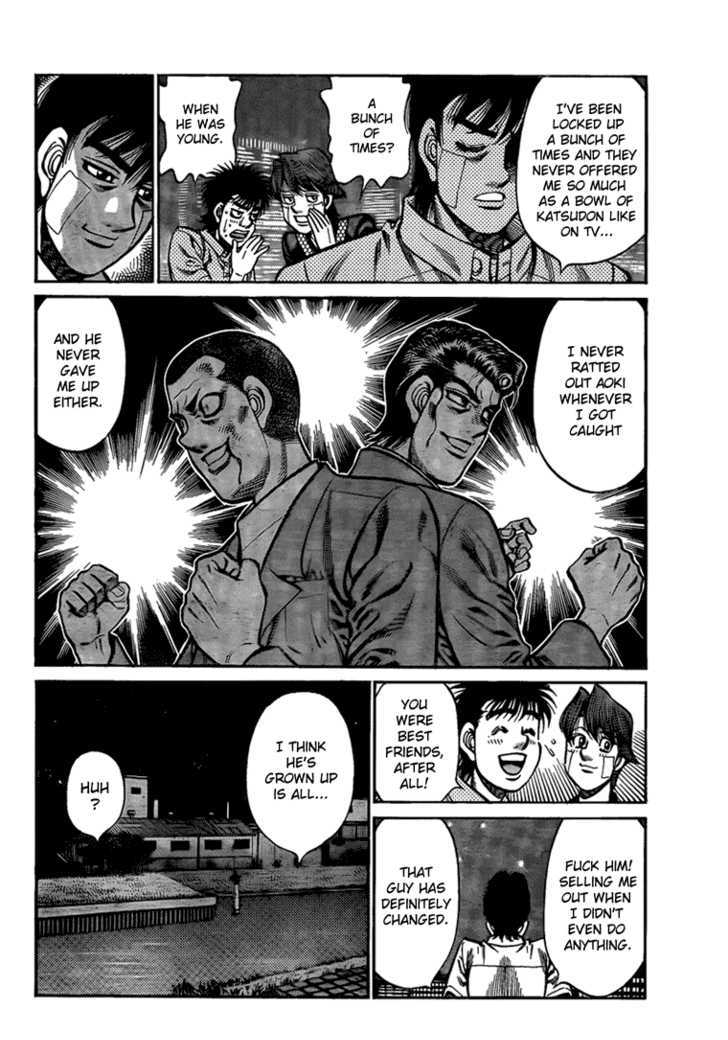 I'VE BEEN
LOCKED UP
A BUNCH OF
TIMES AND THEY
NEVER OFFERED
ME SO MUCH
AS A BOWL OF
KATSUDON LIKE
ON TV...
A
BUNCH
OF
TIMES?
WHEN
HE WAS
YOUNG.
I NEVER
RATTED
OUT AOKI
WHENEVER
I GOT
CAUGHT
AND HE
NEVER
GAVE
ME UP
EITHER.
YOU
WERE
BEST
FRIENDS,
AFTER
ALL!
FUCK HIM!
SELLING ME
OUT WHEN
I DIDN'T
EVEN DO
ANYTHING.
THAT
GUY HAS
DEFINITELY
CHANGED.
I THINK
HE'S
GROWN UP
IS ALL...
HUH
?